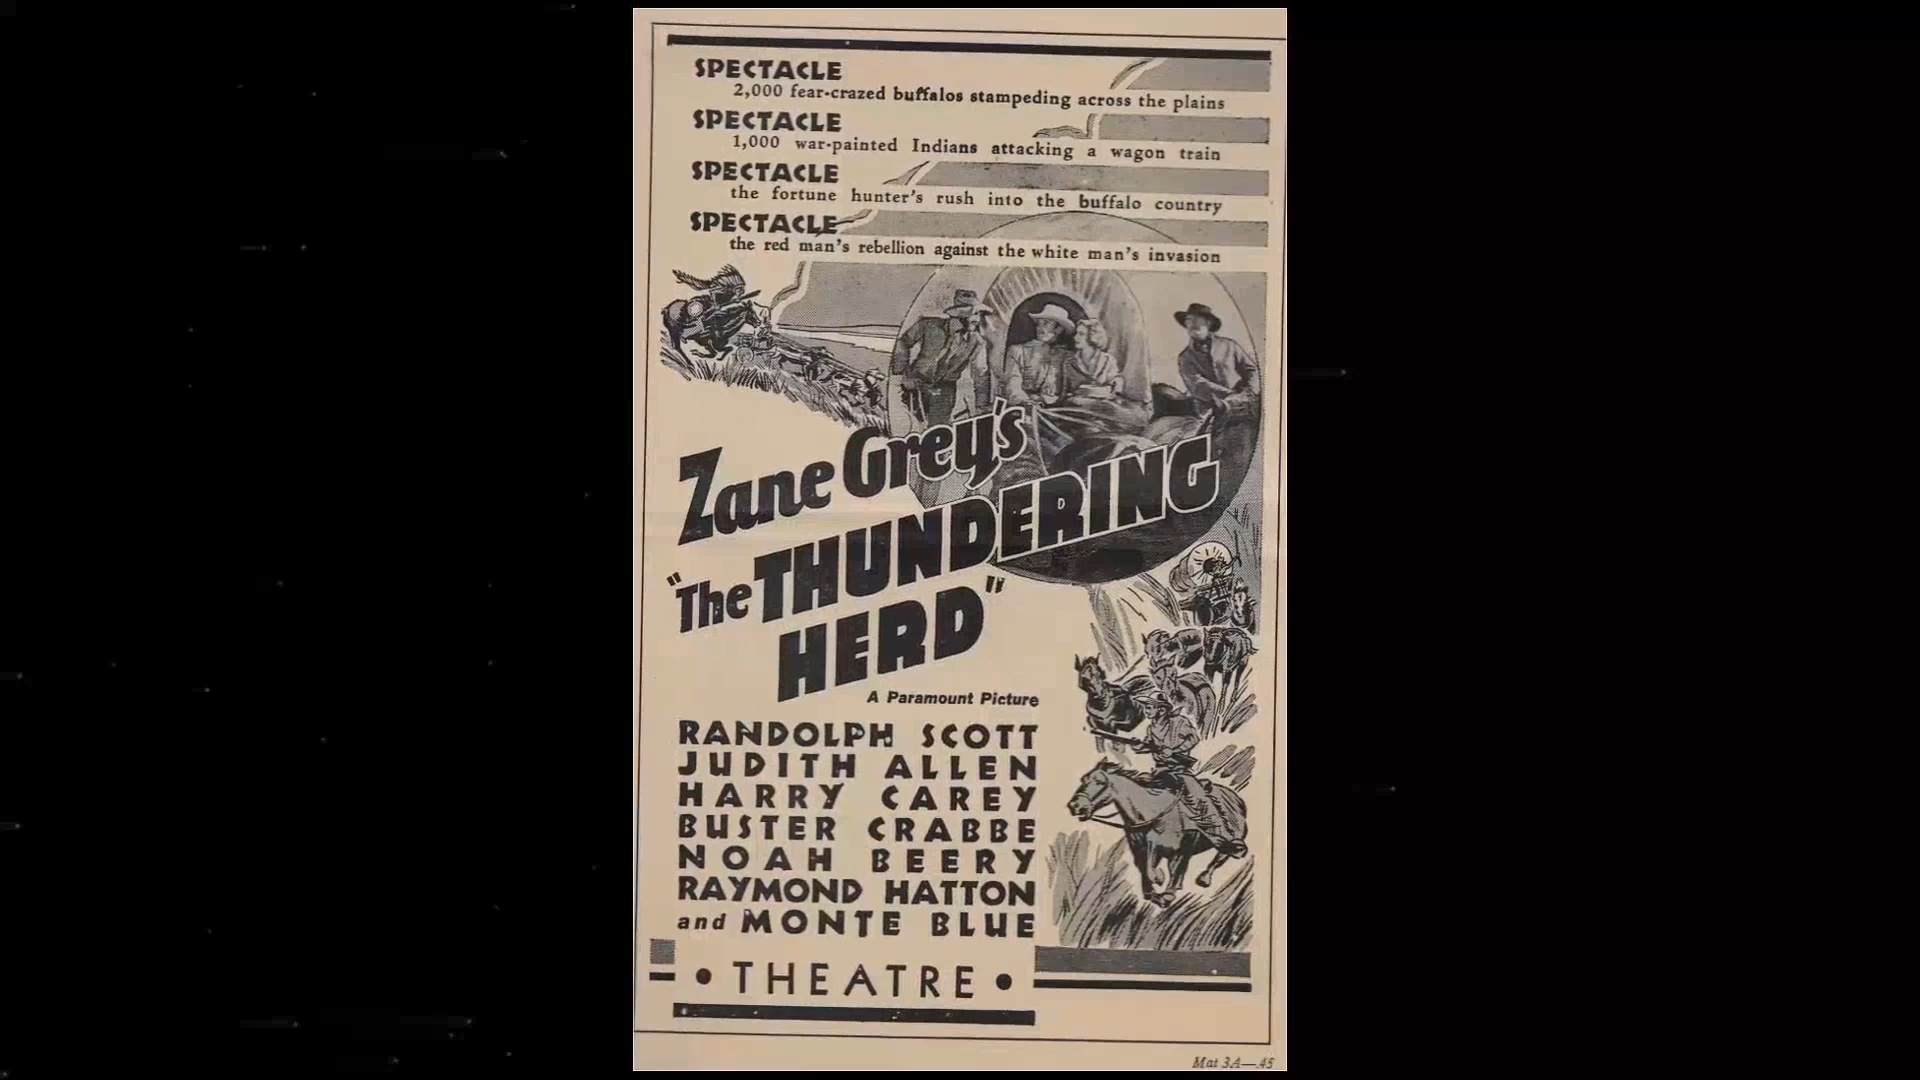 SPECTACLE
2,000 fear-crazed buffalos stampeding across the plains
SPECTACLE
1,000 war-painted Indians attacking a wagon train
SPECTACLE
the fortune hunter's rush into the buffalo country
SPECTACLE
the red man's rebellion against the white man's invasion
Zane Grey's
"The THUNDERING
HERD"
A Paramount Picture
RANDOLPH SCOTT
JUDITH ALLEN
HARRY CAREY
BUSTER CRABBE
NOAH BEERY
RAYMOND HATTON
and MONTE BLUE
• THEATRE •
Mat 3A—.45